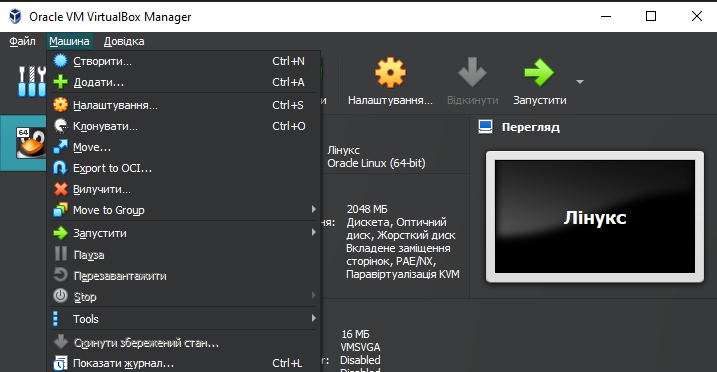 Oracle VM VirtualBox Manager
Файл Машина Довідка
Створити... Ctrl+N
Додати... Ctrl+A
Налаштування... Ctrl+S
Клонувати... Ctrl+O
Move...
Export to OCI...
Вилучити...
Move to Group
Запустити
Пауза
Перезавантажити
Stop
Tools
Скинути збережений стан...
Показати журнал... Ctrl+L
Налаштування... Відкинути Запустити
64
Лінукс
Oracle Linux (64-bit)
2048 МБ
Дискета, Оптичний
диск, Жорсткий диск
Вкладене заміщення
сторінок, PAE/NX,
Паравіртуалізація KVM
16 МБ
VMSVGA
Disabled
Disabled
Перегляд
Лінукс